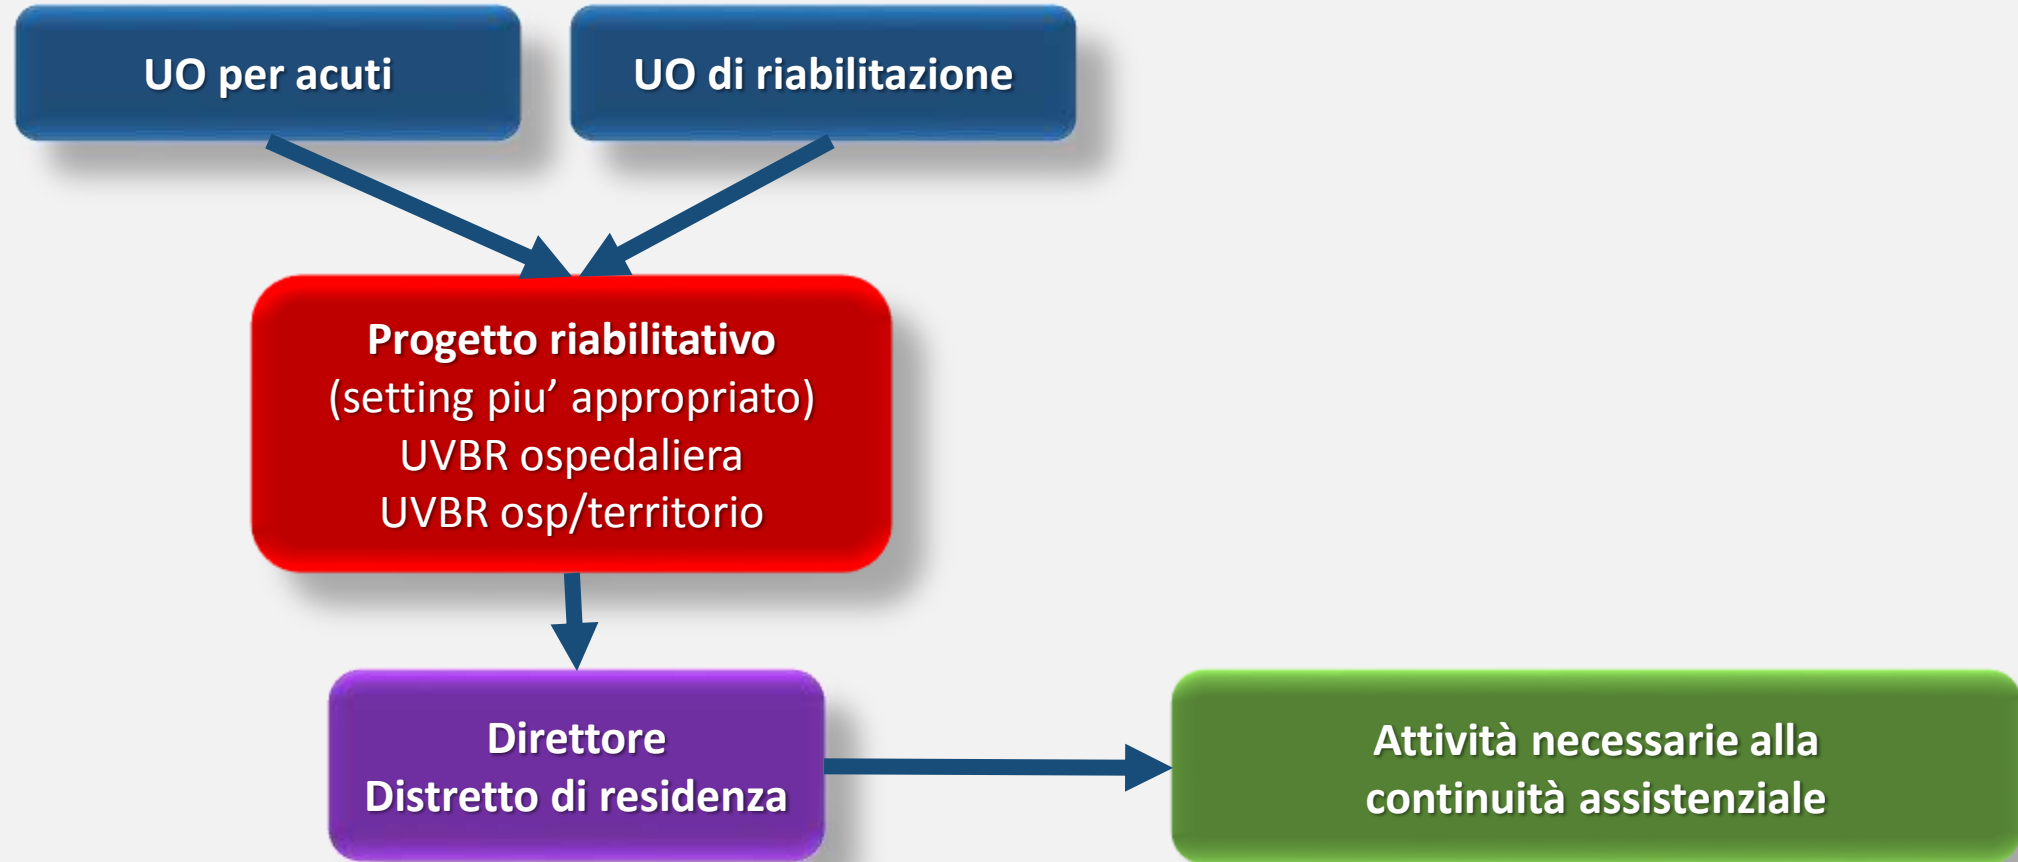 UO per acuti
UO di riabilitazione
Progetto riabilitativo
(setting piu’ appropriato)
UVBR ospedaliera
UVBR osp/territorio
Direttore
Distretto di residenza
Attività necessarie alla
continuità assistenziale